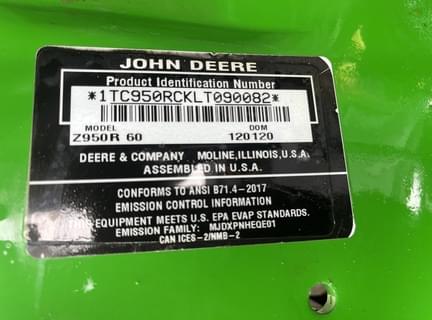 JOHN DEERE
Product Identification Number
*1TC950RCKLT090082*
MODEL DOM
Z950R 60 120120
DEERE & COMPANY MOLINE, ILLINOIS, U.S.A.
ASSEMBLED IN U.S.A.
CONFORMS TO ANSI B71.4-2017
EMISSION CONTROL INFORMATION
THIS EQUIPMENT MEETS U.S. EPA EVAP STANDARDS.
EMISSION FAMILY: MJDXPNHEQE01
CAN ICES-2/NMB-2